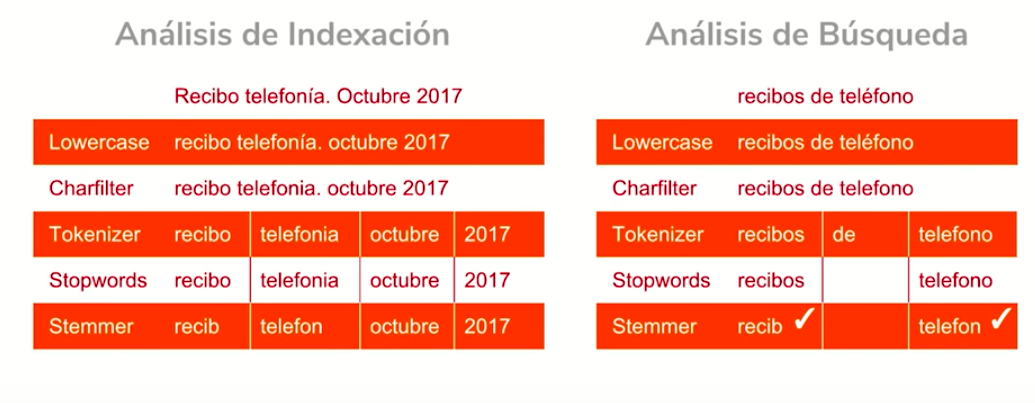 Análisis de Indexación
Recibo telefonía. Octubre 2017
Lowercase recibo telefonía. octubre 2017
Charfilter recibo telefonia. octubre 2017
Tokenizer recibo telefonia octubre 2017
Stopwords recibo telefonia octubre 2017
Stemmer recib telefon octubre 2017
Análisis de Búsqueda
recibos de teléfono
Lowercase recibos de teléfono
Charfilter recibos de telefono
Tokenizer recibos de telefono
Stopwords recibos telefono
Stemmer recib ✓ telefon ✓